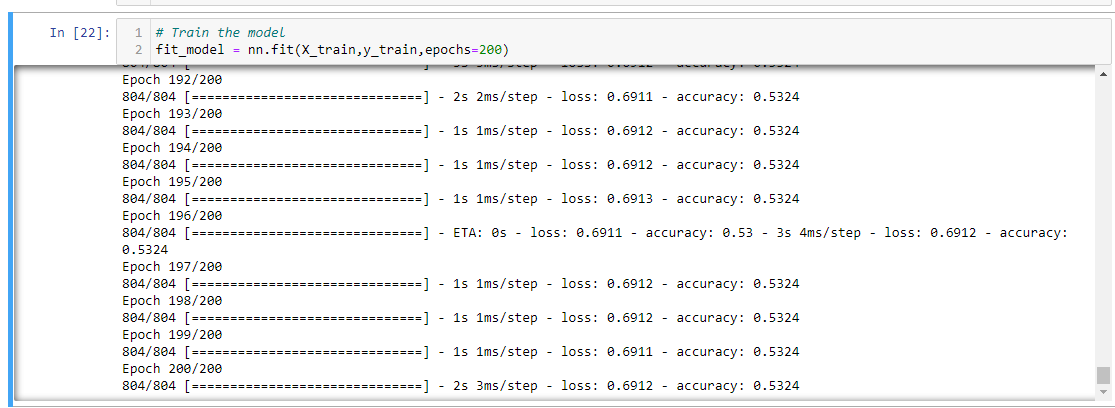 In [22]:
1 # Train the model
2 fit_model = nn.fit(X_train,y_train,epochs=200)
Epoch 192/200
804/804 [==============================] - 2s 2ms/step - loss: 0.6911 - accuracy: 0.5324
Epoch 193/200
804/804 [==============================] - 1s 1ms/step - loss: 0.6912 - accuracy: 0.5324
Epoch 194/200
804/804 [==============================] - 1s 1ms/step - loss: 0.6912 - accuracy: 0.5324
Epoch 195/200
804/804 [==============================] - 1s 1ms/step - loss: 0.6913 - accuracy: 0.5324
Epoch 196/200
804/804 [==============================] - ETA: 0s - loss: 0.6911 - accuracy: 0.53 - 3s 4ms/step - loss: 0.6912 - accuracy:
0.5324
Epoch 197/200
804/804 [==============================] - 1s 1ms/step - loss: 0.6912 - accuracy: 0.5324
Epoch 198/200
804/804 [==============================] - 1s 1ms/step - loss: 0.6912 - accuracy: 0.5324
Epoch 199/200
804/804 [==============================] - 1s 1ms/step - loss: 0.6911 - accuracy: 0.5324
Epoch 200/200
804/804 [==============================] - 2s 3ms/step - loss: 0.6912 - accuracy: 0.5324